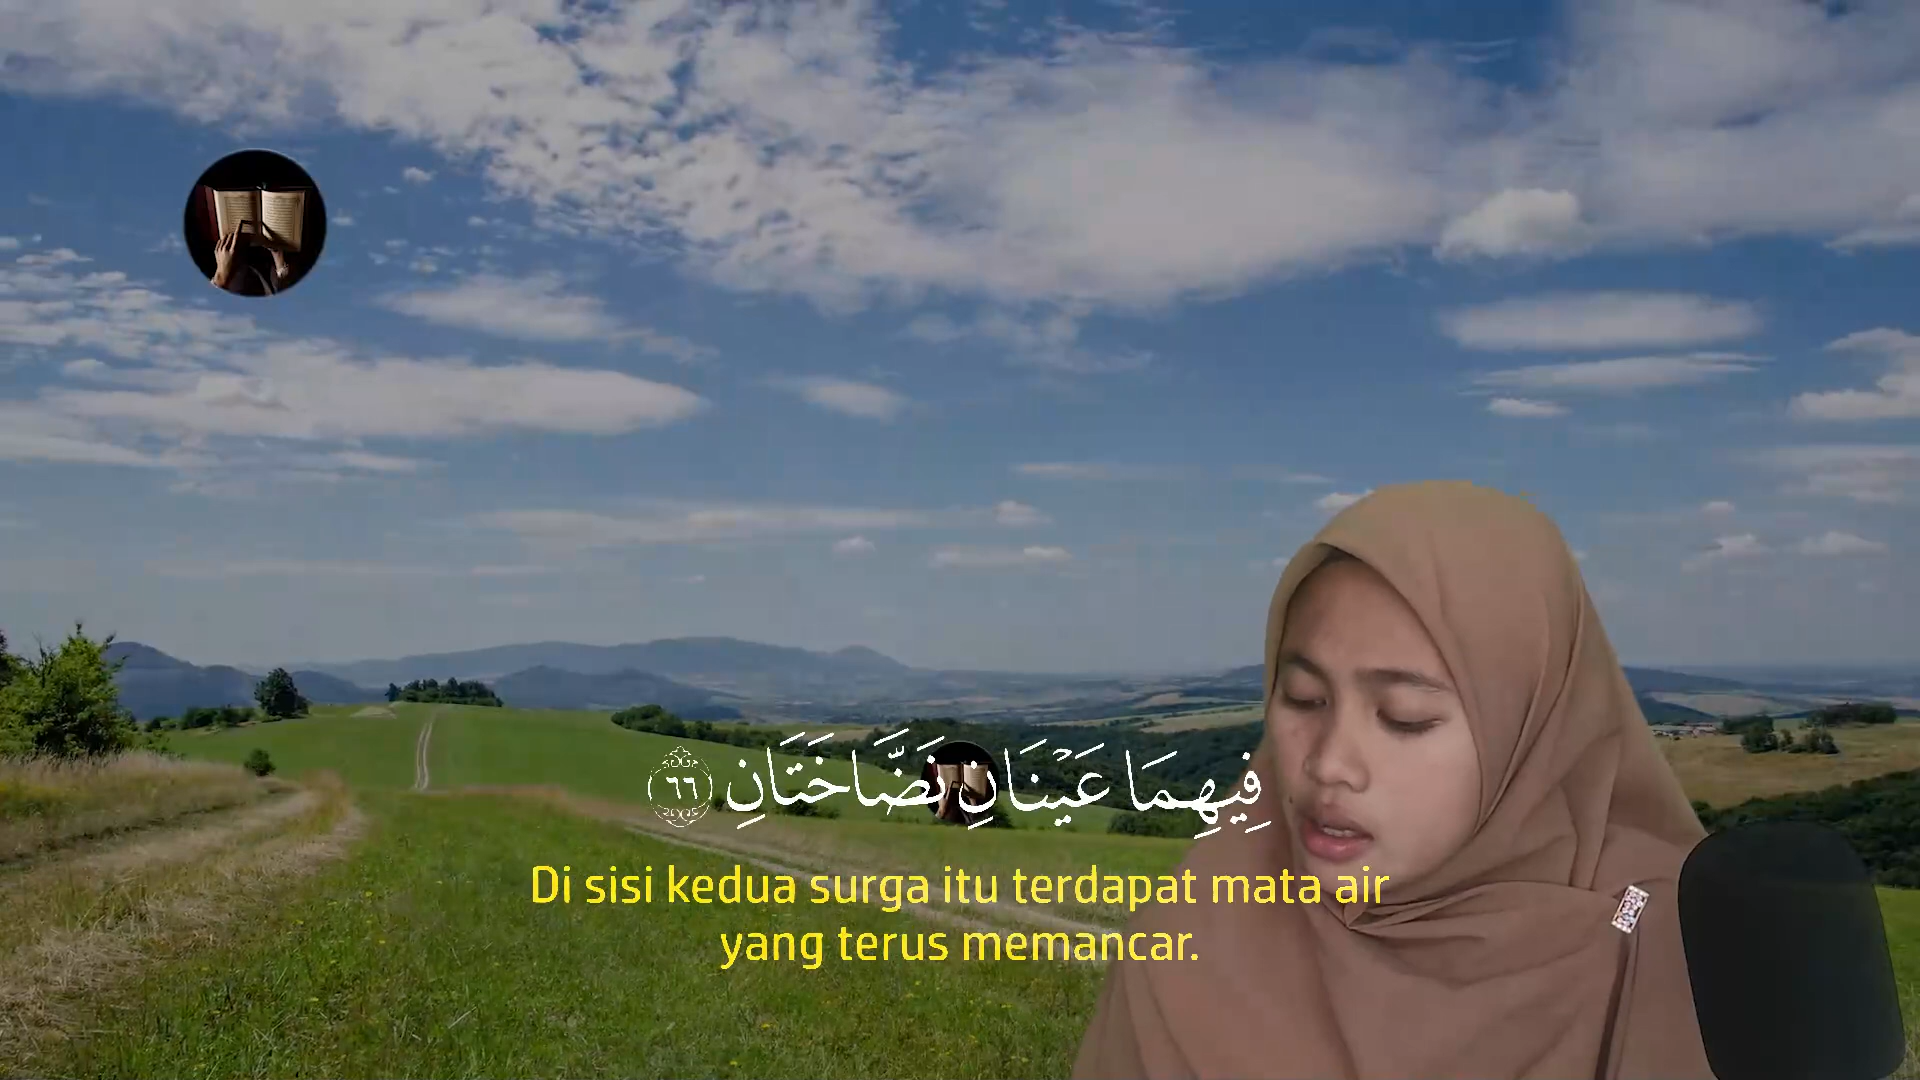 فِيهِمَا عَيْنَانِ نَضَّاخَتَانِ ٦٦
Di sisi kedua surga itu terdapat mata air
yang terus memancar.